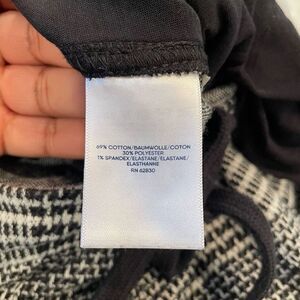 69% COTTON/BAUMWOLLE/COTON
30% POLYESTER
1% SPANDEX/ELASTANE/ELASTANE/
ELASTHANNE
RN 62830